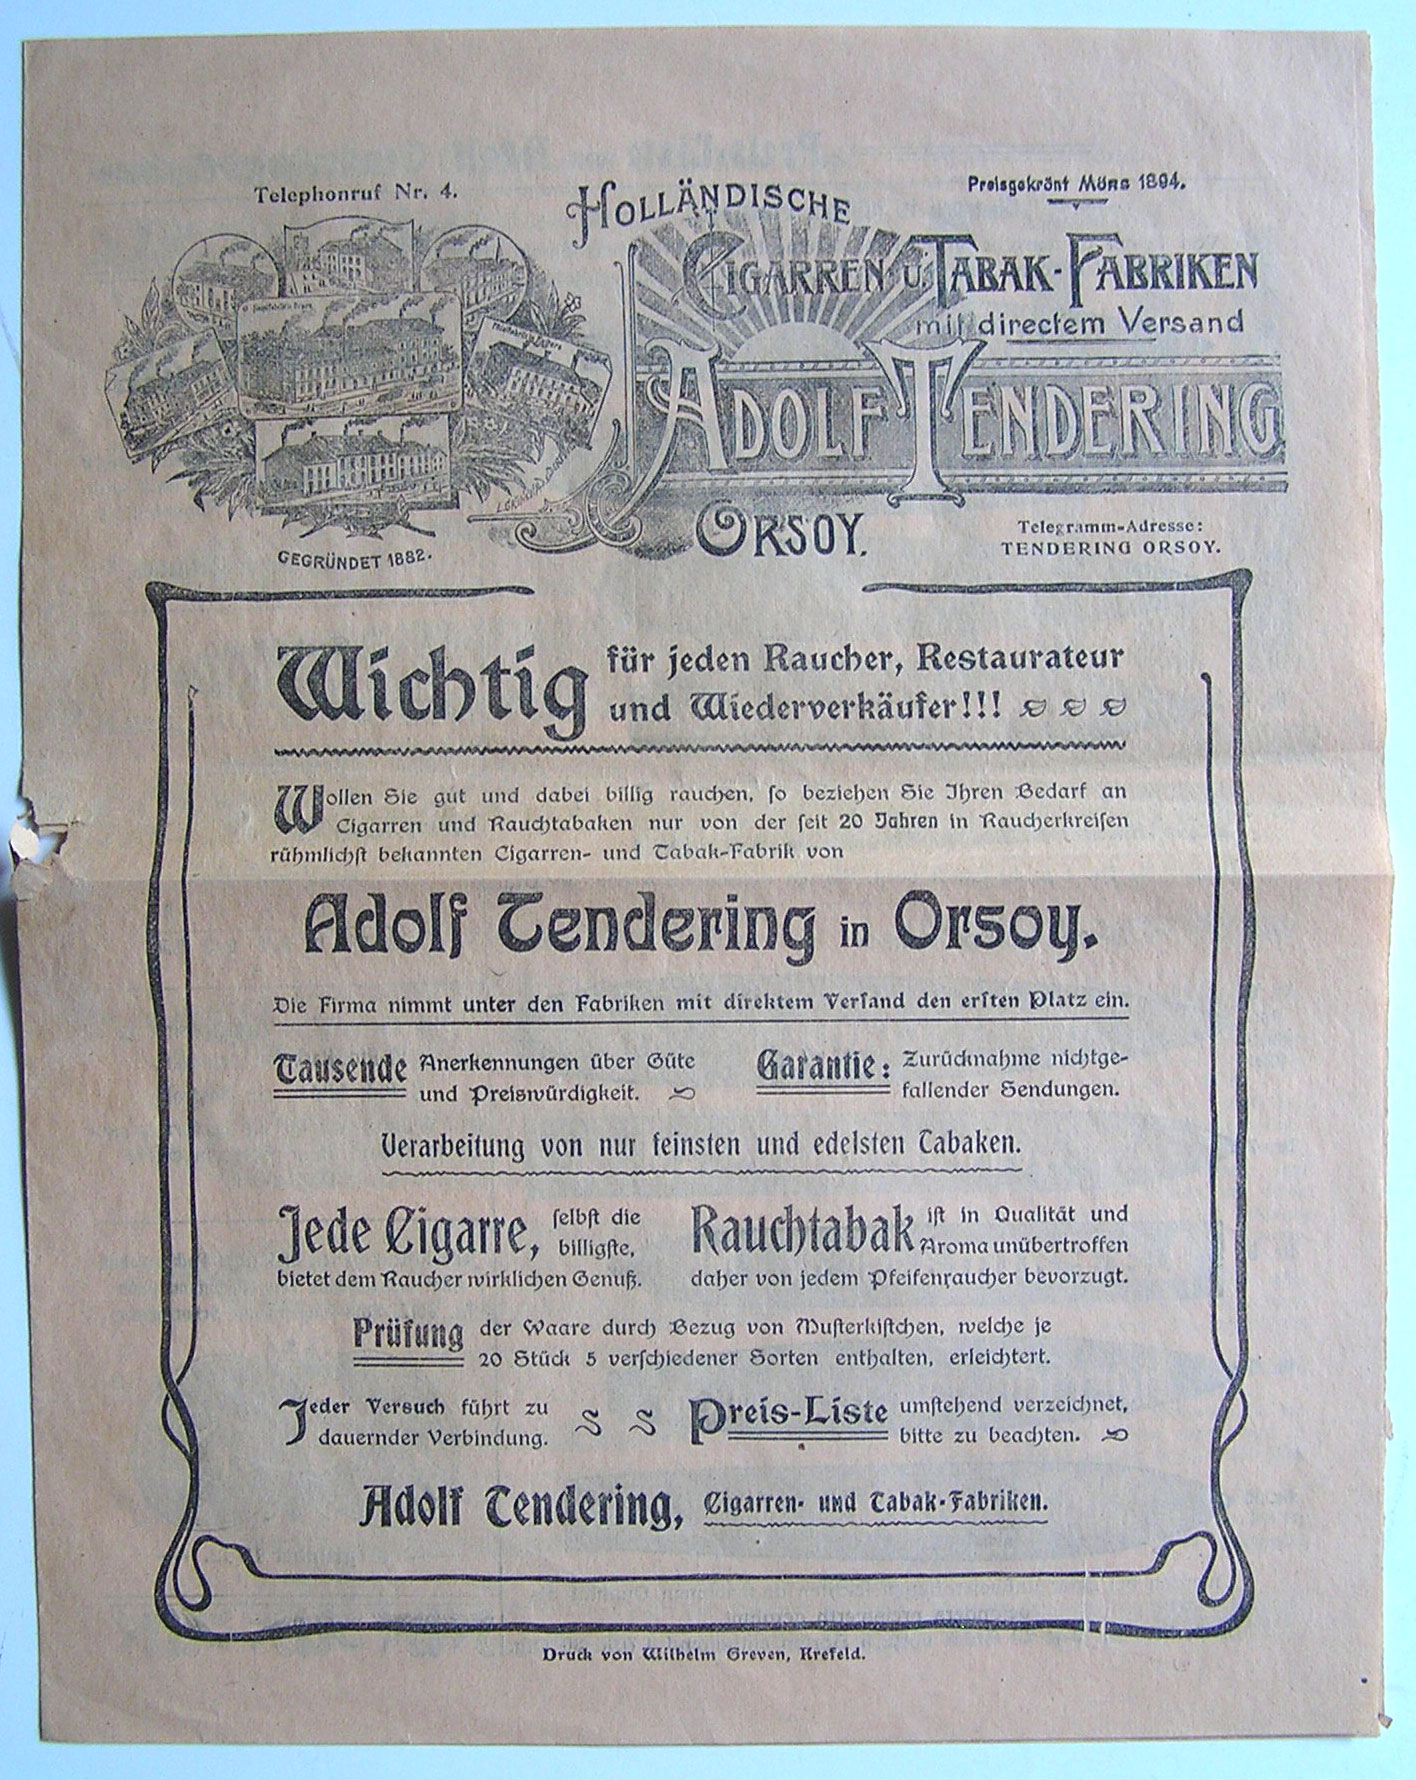 Telephonruf Nr. 4.
Preisgekrönt Mörs 1894.
HOLLÄNDISCHE
CIGARREN U. TABAK-FABRIKEN
mit directem Versand
ADOLF TENDERING
ORSOY.
GEGRÜNDET 1882.
Telegramm-Adresse:
TENDERING ORSOY.
Wichtig für jeden Raucher, Restaurateur
und Wiederverkäufer!!!
Wollen Sie gut und dabei billig rauchen, ſo beziehen Sie Ihren Bedarf an
Cigarren und Rauchtabaken nur von der ſeit 20 Jahren in Raucherkreiſen
rühmlichſt bekannten Cigarren- und Tabak-Fabrik von
Adolf Tendering in Orsoy.
Die Firma nimmt unter den Fabriken mit direktem Verſand den erſten Platz ein.
Tausende Anerkennungen über Güte
und Preiswürdigkeit.
Garantie: Zurücknahme nichtge-
fallender Sendungen.
Verarbeitung von nur feinsten und edelsten Tabaken.
Jede Cigarre, ſelbſt die
billigſte,
bietet dem Raucher wirklichen Genuß.
Rauchtabak iſt in Qualität und
Aroma unübertroffen
daher von jedem Pfeifenraucher bevorzugt.
Prüfung der Waare durch Bezug von Muſterkiſtchen, welche je
20 Stück 5 verſchiedener Sorten enthalten, erleichtert.
Jeder Versuch führt zu
dauernder Verbindung.
Preis-Liste umſtehend verzeichnet,
bitte zu beachten.
Adolf Tendering, Cigarren- und Tabak-Fabriken.
Druck von Wilhelm Greven, Krefeld.